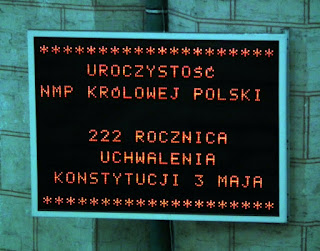 ********************
UROCZYSTOŚĆ
NMP KRÓLOWEJ POLSKI
222 ROCZNICA
UCHWALENIA
KONSTYTUCJI 3 MAJA
********************